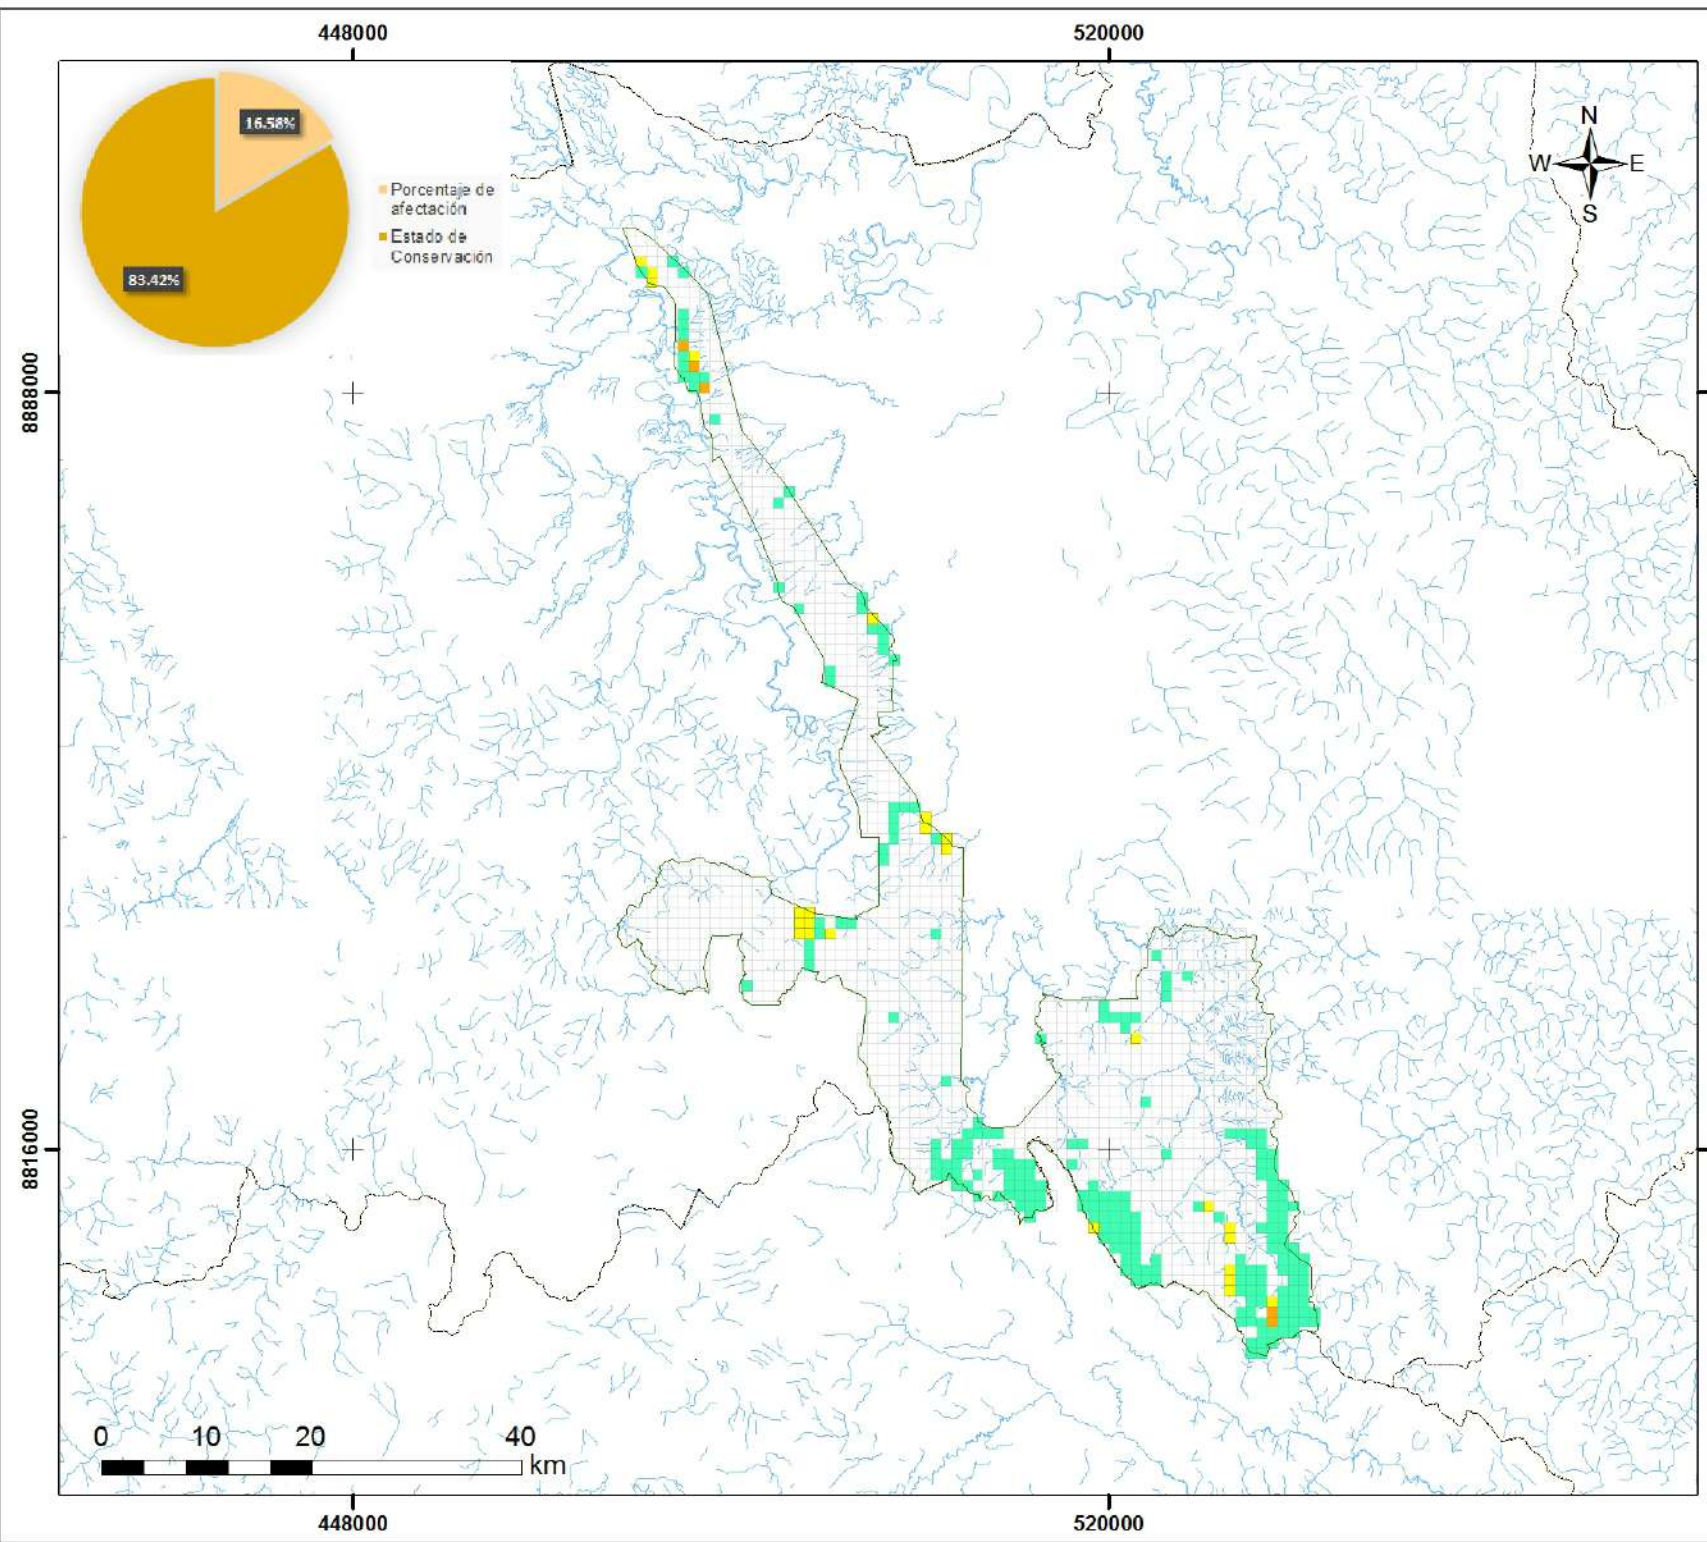 448000
520000
16.58%
83.42%
Porcentaje de
afectación
Estado de
Conservación
N
W
E
S
8888000
8816000
0 10 20 40
km
448000
520000